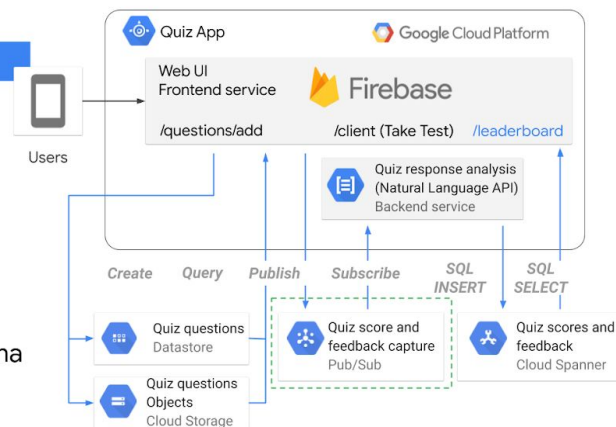 Quiz App
Google Cloud Platform
Web UI
Frontend service
Firebase
/questions/add
/client (Take Test)
/leaderboard
Users
Quiz response analysis
(Natural Language API)
Backend service
Create
Query
Publish
Subscribe
SQL
INSERT
SQL
SELECT
Quiz questions
Datastore
Quiz score and
feedback capture
Pub/Sub
Quiz scores and
feedback
Cloud Spanner
na
Quiz questions
Objects
Cloud Storage